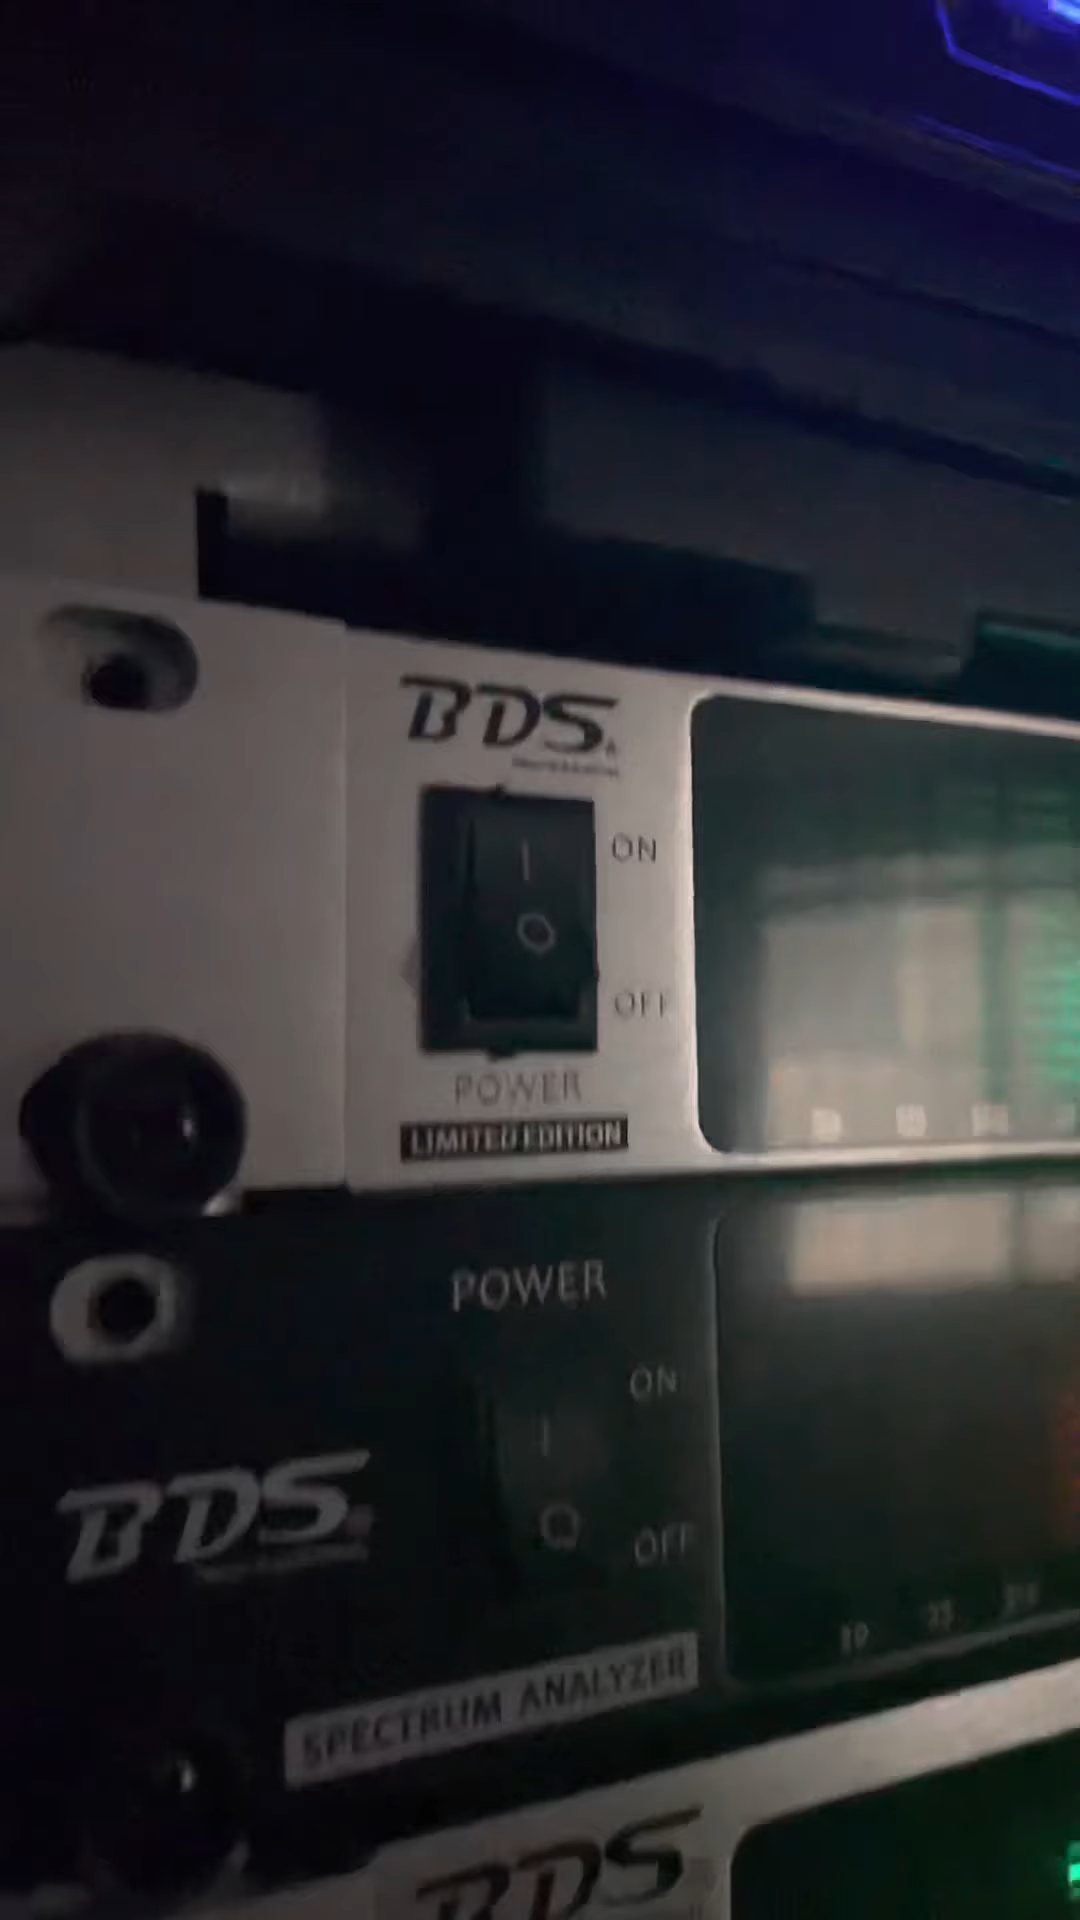 BDS
ON
OFF
POWER
LIMITED EDITION
POWER
ON
OFF
BDS
SPECTRUM ANALYZER
BDS